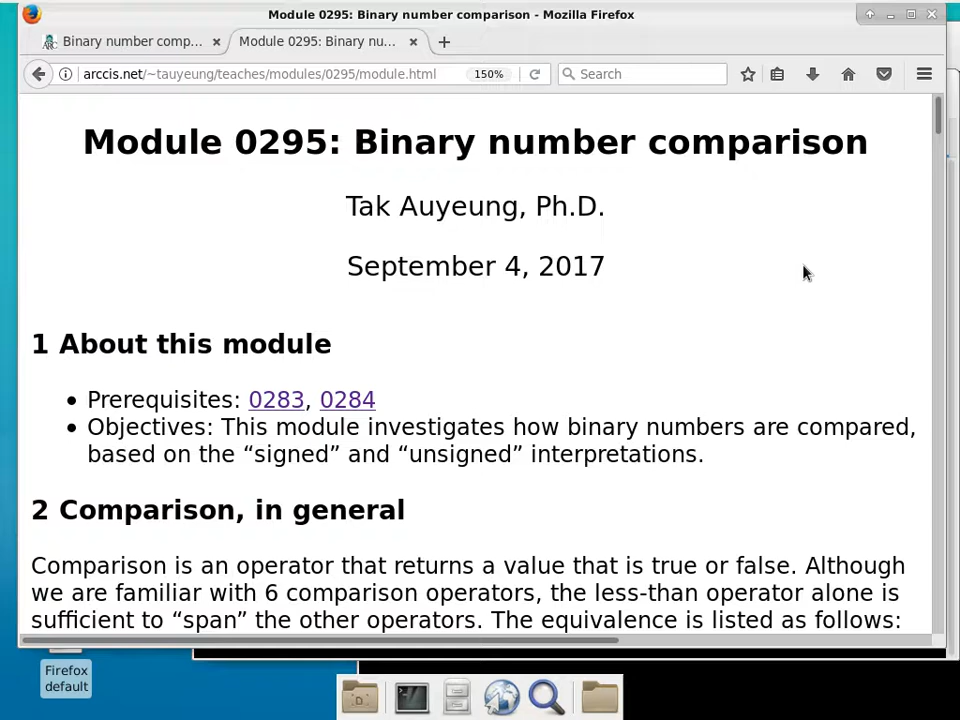 Module 0295: Binary number comparison - Mozilla Firefox
Binary number comp...
Module 0295: Binary nu...
arccis.net/~tauyeung/teaches/modules/0295/module.html
150%
Search
Module 0295: Binary number comparison
Tak Auyeung, Ph.D.
September 4, 2017
1 About this module
• Prerequisites: 0283, 0284
• Objectives: This module investigates how binary numbers are compared,
based on the “signed” and “unsigned” interpretations.
2 Comparison, in general
Comparison is an operator that returns a value that is true or false. Although
we are familiar with 6 comparison operators, the less-than operator alone is
sufficient to “span” the other operators. The equivalence is listed as follows:
Firefox
default
D